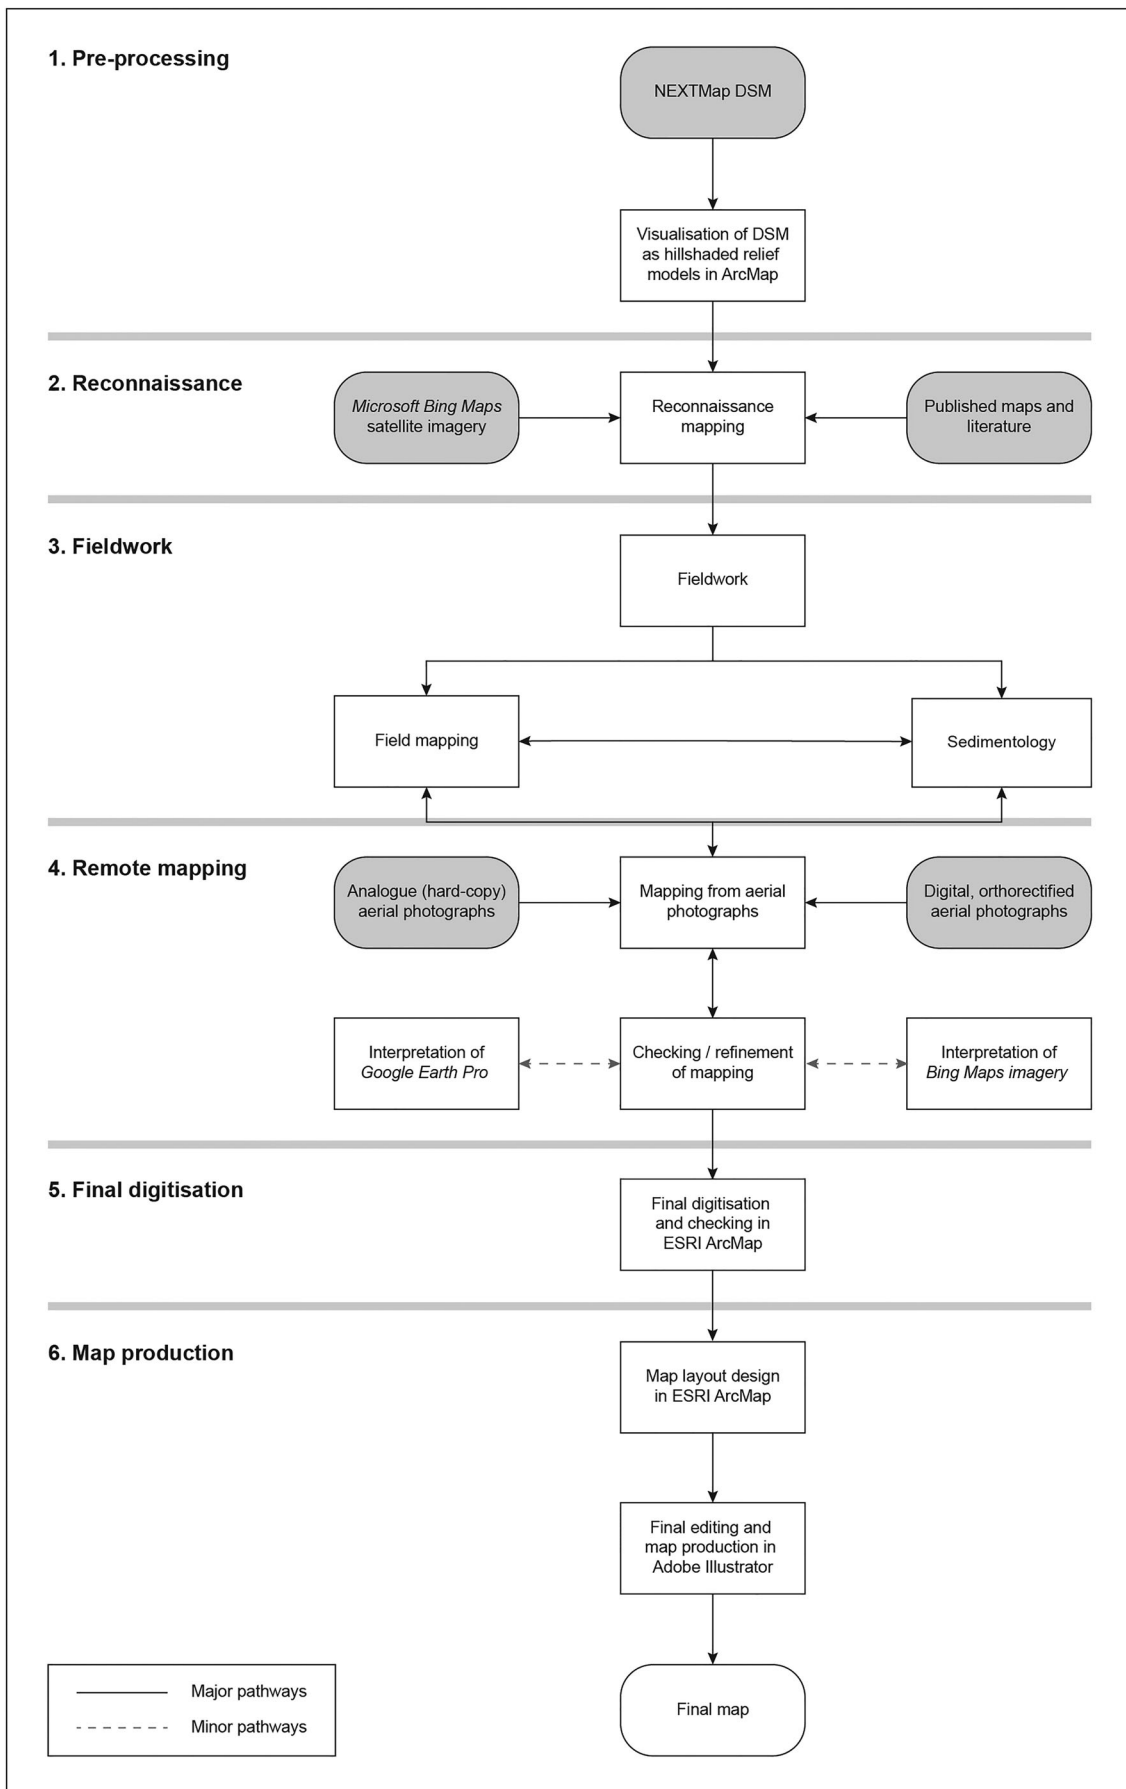 1. Pre-processing
NEXTMap DSM
Visualisation of DSM
as hillshaded relief
models in ArcMap
2. Reconnaissance
Microsoft Bing Maps
satellite imagery
Reconnaissance
mapping
Published maps and
literature
3. Fieldwork
Fieldwork
Field mapping
Sedimentology
4. Remote mapping
Analogue (hard-copy)
aerial photographs
Mapping from aerial
photographs
Digital, orthorectified
aerial photographs
Interpretation of
Google Earth Pro
Checking / refinement
of mapping
Interpretation of
Bing Maps imagery
5. Final digitisation
Final digitisation
and checking in
ESRI ArcMap
6. Map production
Map layout design
in ESRI ArcMap
Final editing and
map production in
Adobe Illustrator
Final map
Major pathways
Minor pathways